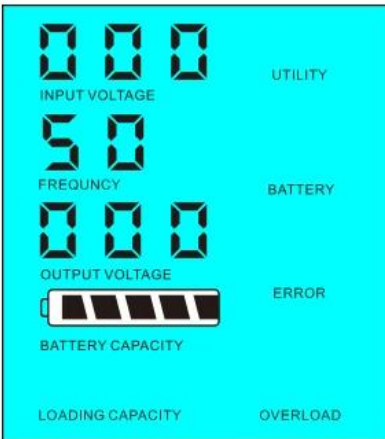 000
UTILITY
INPUT VOLTAGE
50
FREQUNCY
BATTERY
000
OUTPUT VOLTAGE
ERROR
BATTERY CAPACITY
LOADING CAPACITY OVERLOAD